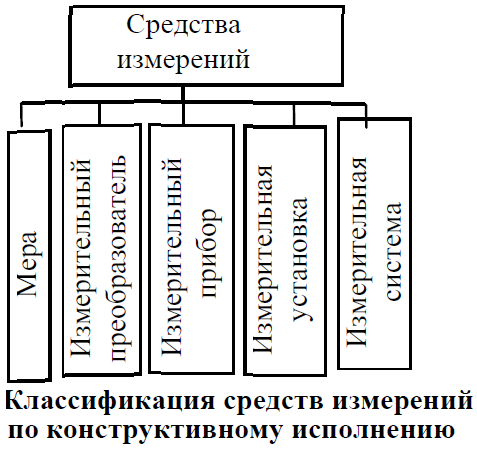 Средства
измерений
Мера
Измерительный
преобразователь
Измерительный
прибор
Измерительная
установка
Измерительная
система
Классификация средств измерений
по конструктивному исполнению